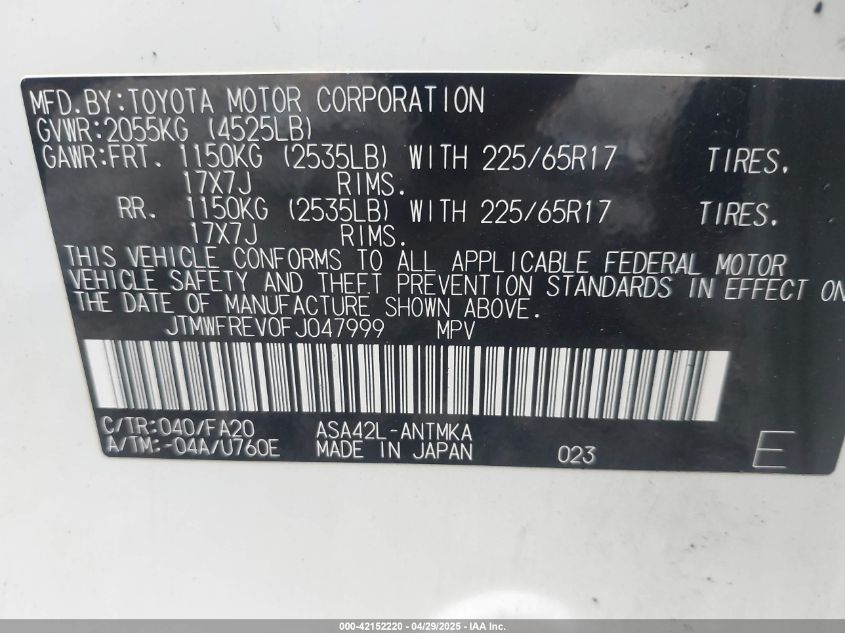 MFD.BY:TOYOTA MOTOR CORPORATION
GVWR:2055KG (4525LB)
GAWR:FRT. 1150KG (2535LB) WITH 225/65R17 TIRES.
17X7J RIMS.
RR. 1150KG (2535LB) WITH 225/65R17 TIRES.
17X7J RIMS.
THIS VEHICLE CONFORMS TO ALL APPLICABLE FEDERAL MOTOR
VEHICLE SAFETY AND THEFT PREVENTION STANDARDS IN EFFECT ON
THE DATE OF MANUFACTURE SHOWN ABOVE.
JTMWFREV0FJ047999 MPV
C/TR:040/FA20 ASA42L-ANTMKA
A/TM:-04A/U760E MADE IN JAPAN 023 E
000-42152220 - 04/29/2025 - IAA Inc.